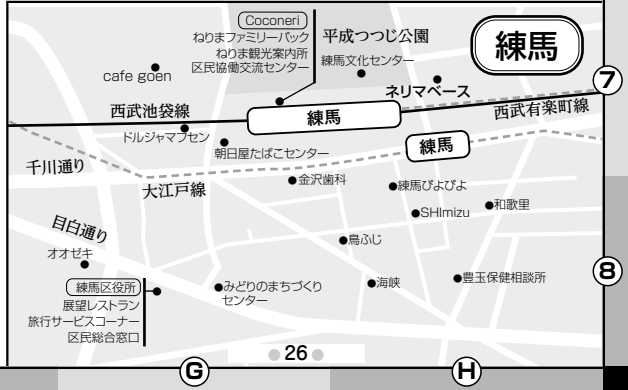 Coconeri
ねりまファミリーパック
ねりま観光案内所
区民協働交流センター
平成つつじ公園
練馬文化センター
練馬
cafe goen
ネリマベース
⑦
西武池袋線
練馬
西武有楽町線
ドルジャマフセン
朝日屋たばこセンター
練馬
千川通り
大江戸線
金沢歯科
練馬ぴよぴよ
SHImizu
和歌里
目白通り
鳥ふじ
オオゼキ
⑧
練馬区役所
展望レストラン
旅行サービスコーナー
区民総合窓口
みどりのまちづくり
センター
海峡
豊玉保健相談所
26
Ⓖ
Ⓗ